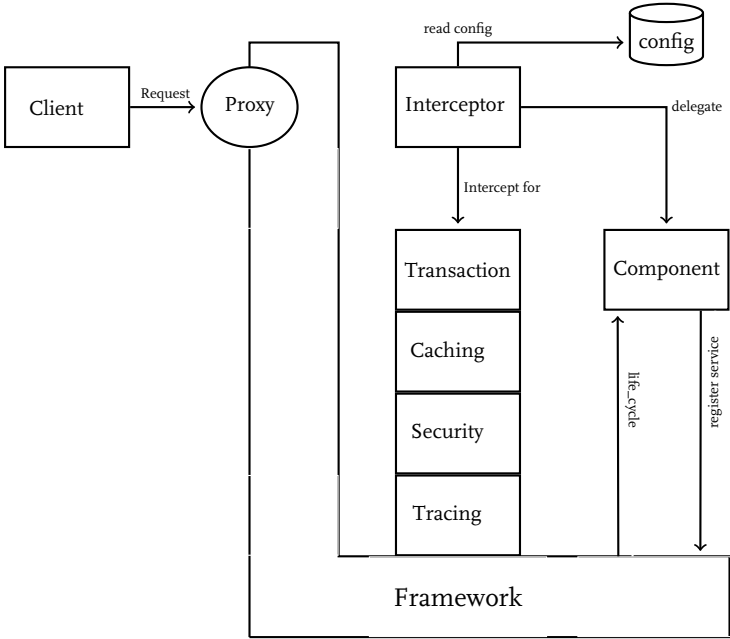 read config
config
Client
Request
Proxy
Interceptor
delegate
Intercept for
Transaction
Component
Caching
life_cycle
register service
Security
Tracing
Framework